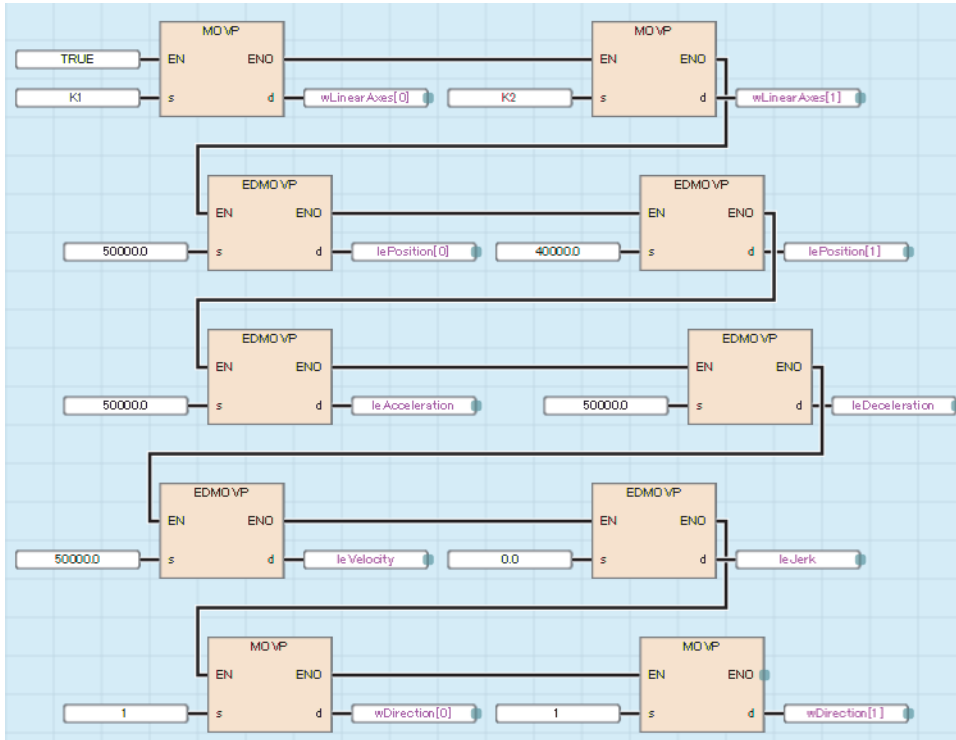 MOVP MOVP
TRUE EN ENO EN ENO
K1 s d wLinearAxes[0] K2 s d wLinearAxes[1]
EDMOVP EDMOVP
EN ENO EN ENO
50000.0 s d lePosition[0] 40000.0 s d lePosition[1]
EDMOVP EDMOVP
EN ENO EN ENO
50000.0 s d leAcceleration 50000.0 s d leDeceleration
EDMOVP EDMOVP
EN ENO EN ENO
50000.0 s d leVelocity 0.0 s d leJerk
MOVP MOVP
EN ENO EN ENO
1 s d wDirection[0] 1 s d wDirection[1]